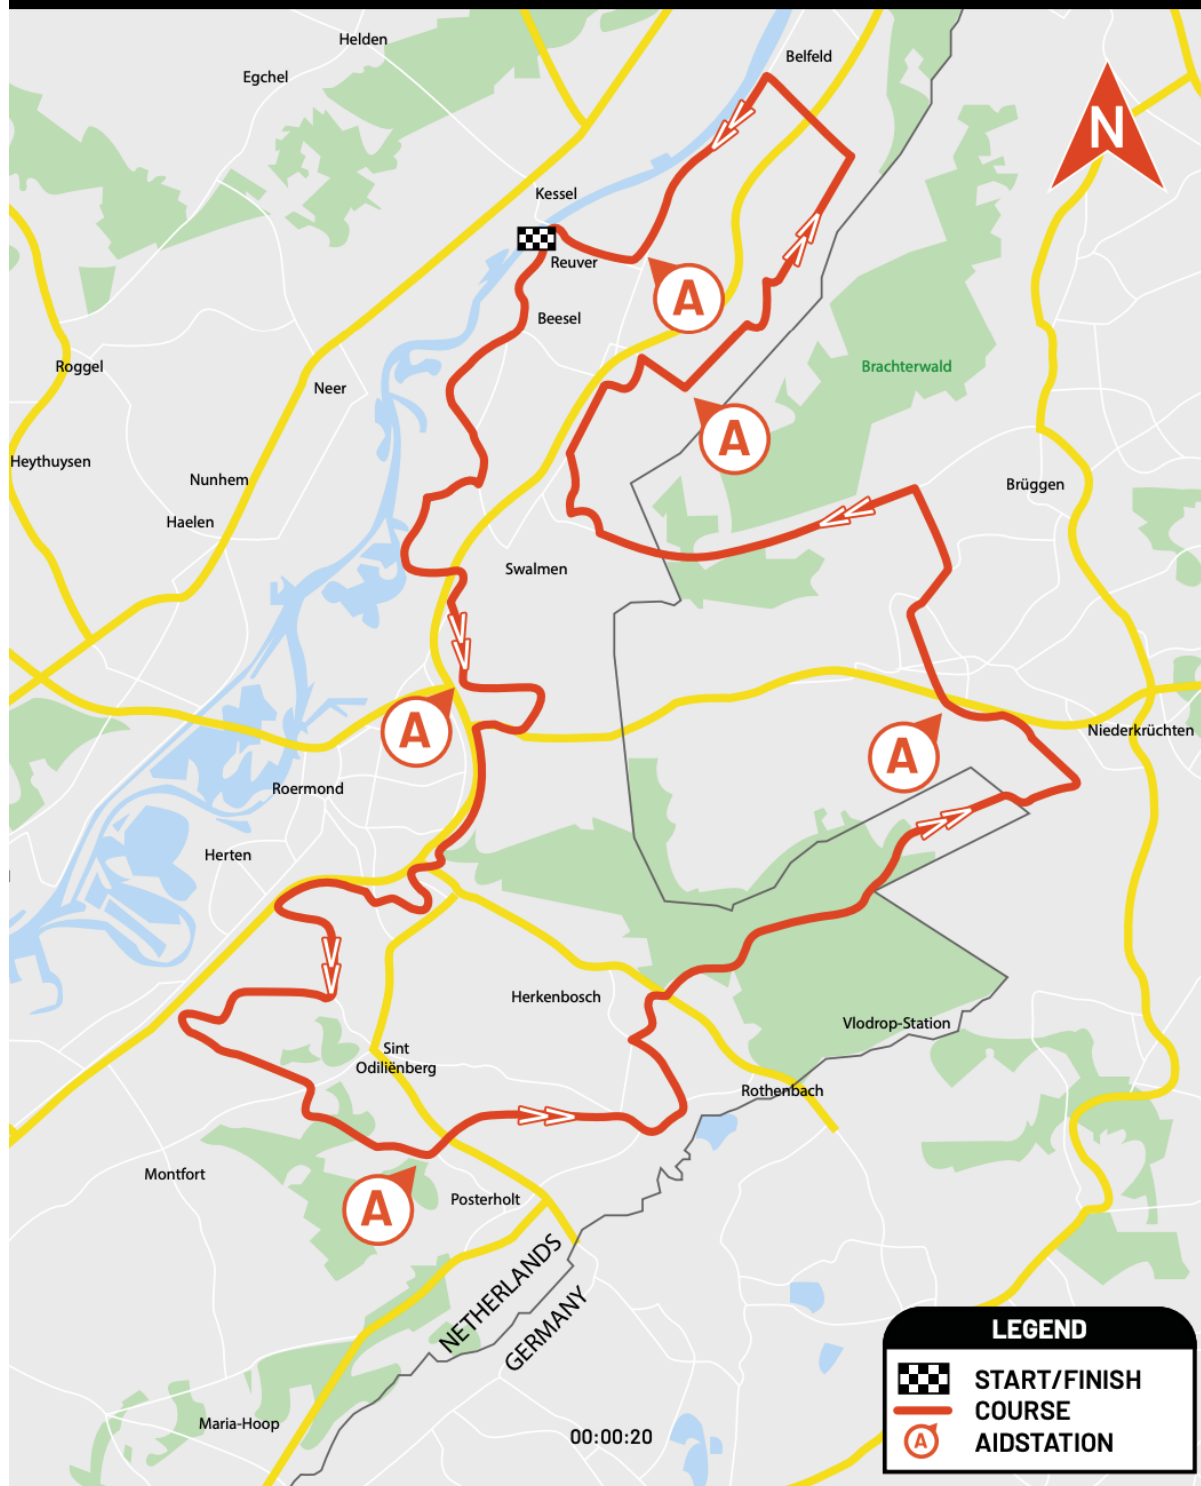 Helden
Belfeld
Egchel
N
Kessel
Reuver
A
Beesel
Roggel
Brachterwald
Neer
A
Heythuysen
Nunhem
Brüggen
Haelen
Swalmen
A
A
Niederkrüchten
Roermond
Herten
Herkenbosch
Vlodrop-Station
Sint
Odiliënberg
Rothenbach
Montfort
A
Posterholt
NETHERLANDS
GERMANY
LEGEND
START/FINISH
COURSE
A AIDSTATION
Maria-Hoop
00:00:20